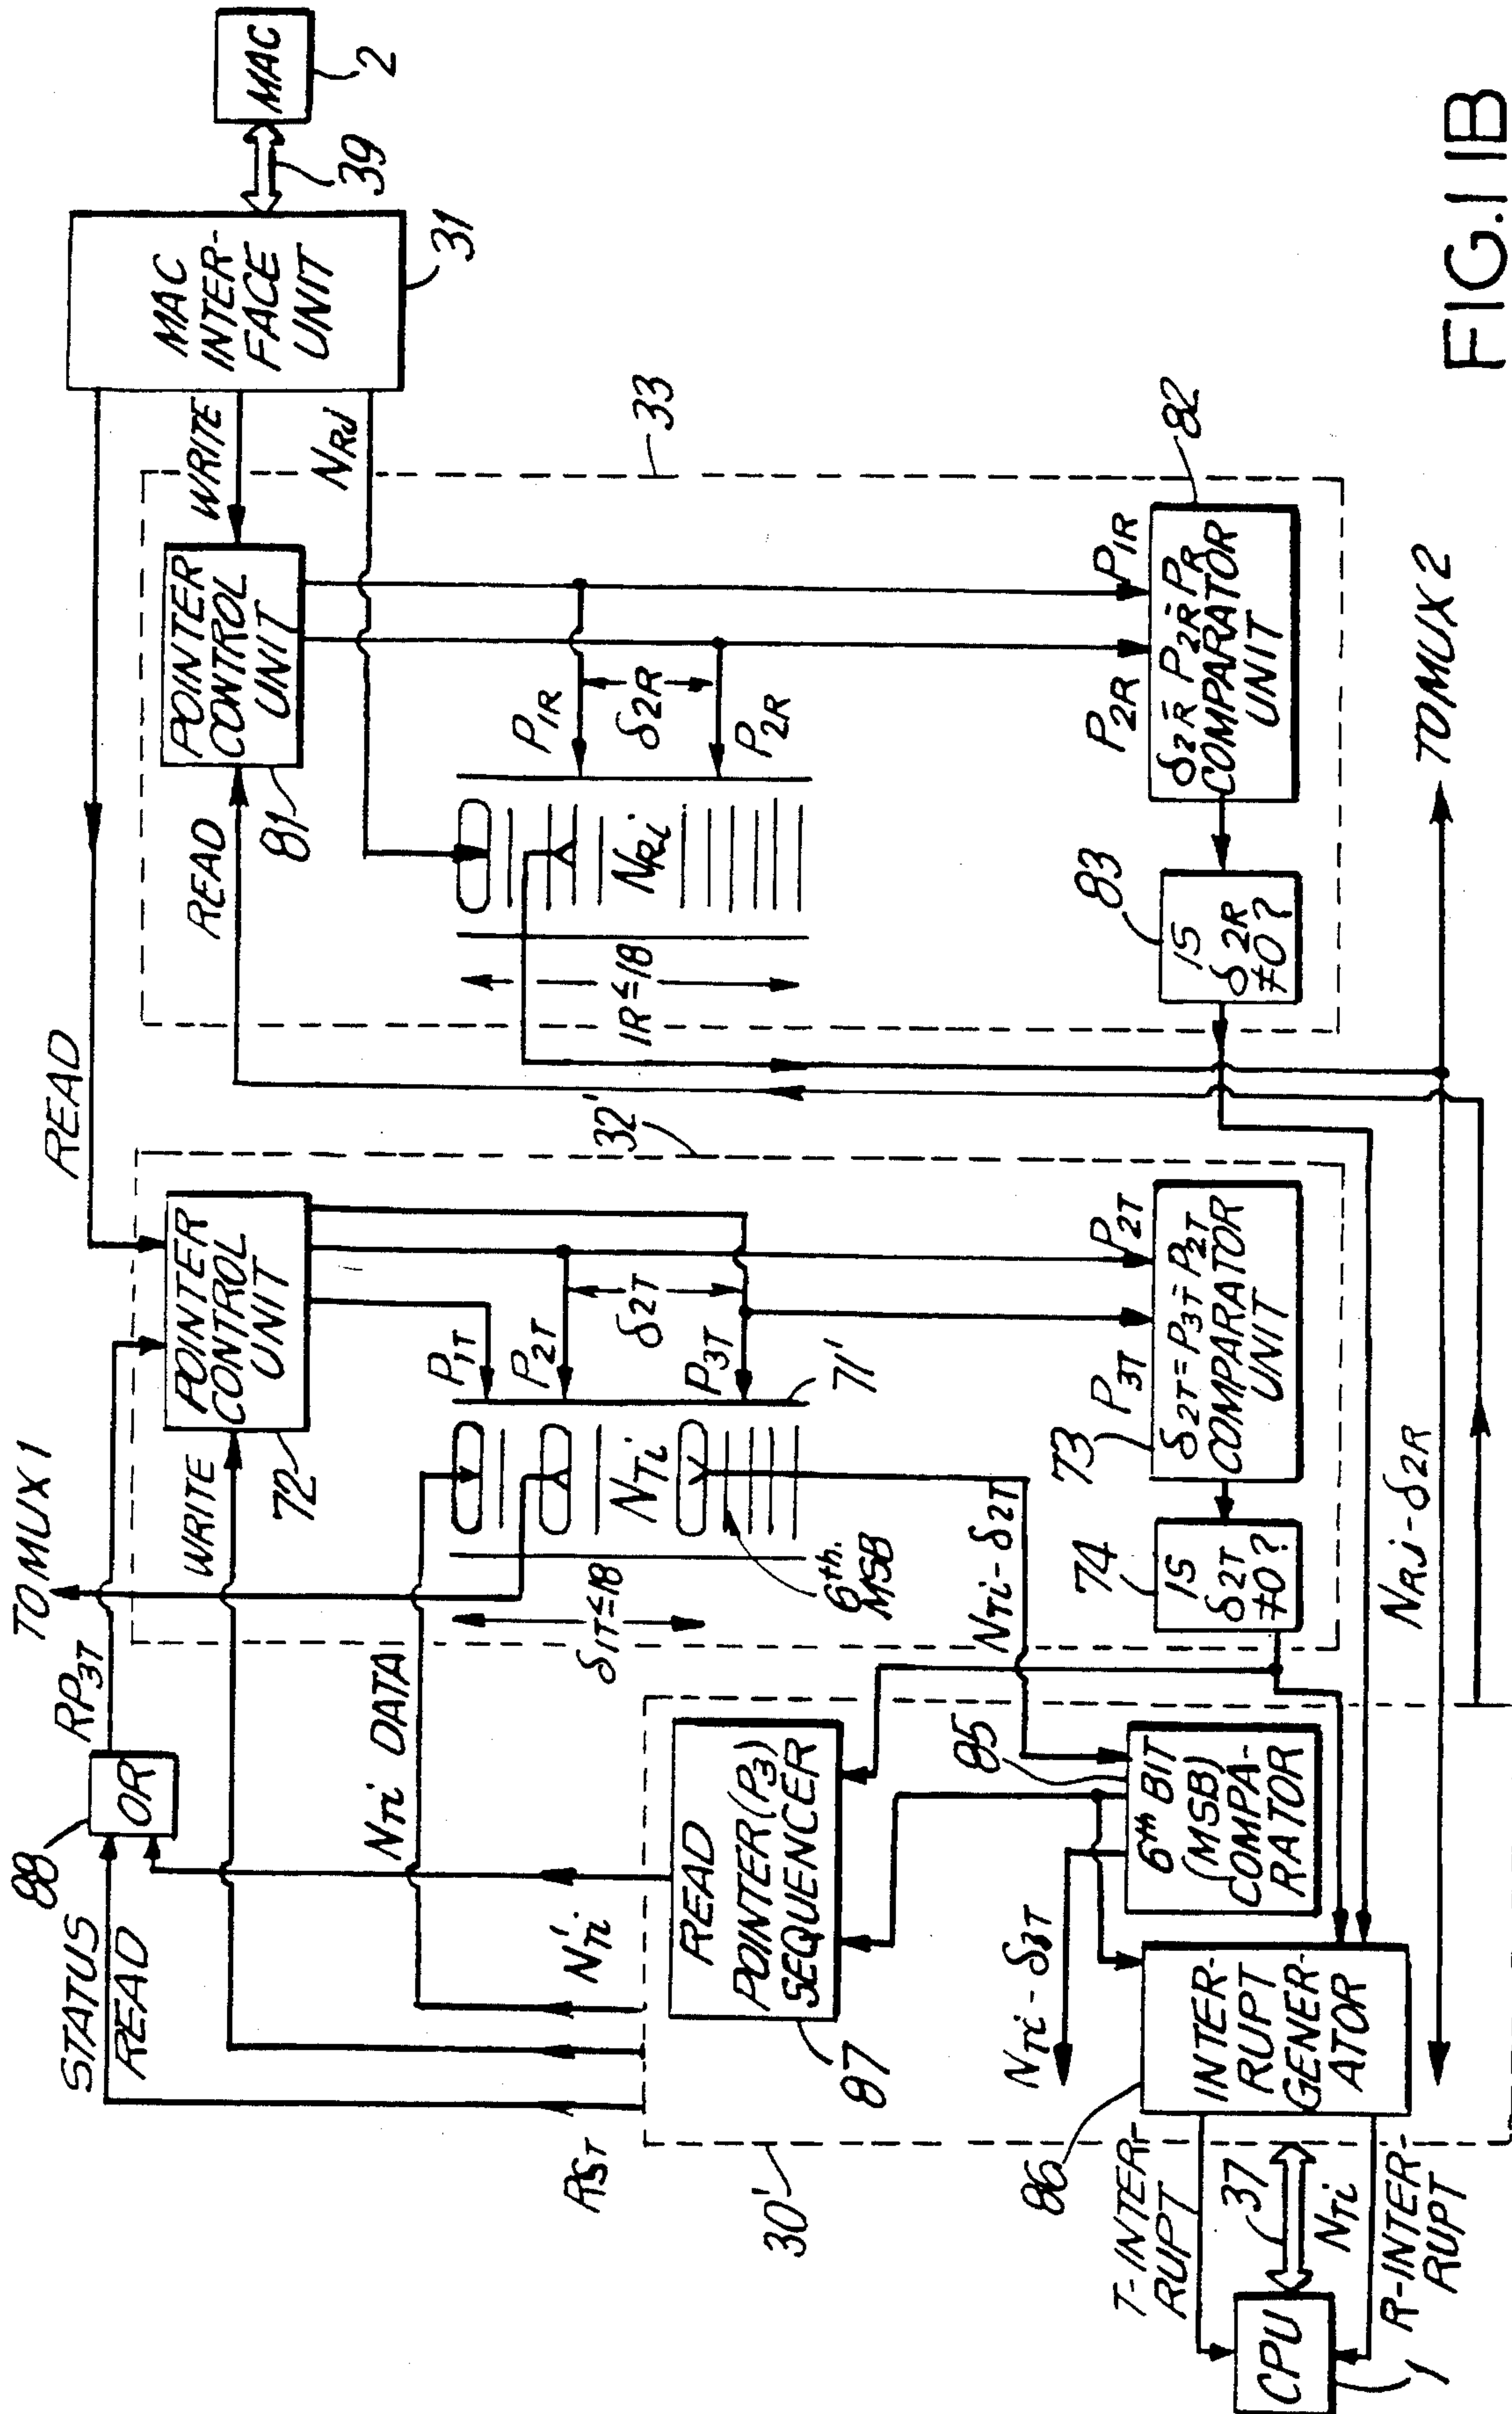 TO MUX 1
RP3T
88
OR
STATUS
READ
WRITE
NTi DATA
N'Ti
RST
30'
READ
POINTER (P3)
SEQUENCER
87
NTi - δ3T
85
6th BIT
(MSB)
COMPA-
RATOR
86
INTER-
RUPT
GENER-
ATOR
T-INTER-
RUPT
37
NTi
R-INTER-
RUPT
CPU
1
READ
32'
POINTER
CONTROL
UNIT
72
P1T
P2T
δ2T
P3T
71'
NTi
δ1T ≤ 18
6th.
MSB
NTi - δ2T
P3T
P2T
73
δ2T = P3T - P2T
COMPARATOR
UNIT
74
IS
δ2T
≠0?
READ
WRITE
NRJ
33
POINTER
CONTROL
UNIT
81
P1R
δ2R
P2R
NRi
1R ≤ 18
P2R
P1R
82
δ2R = P2R - PR
COMPARATOR
UNIT
83
IS
δ2R
≠0?
NRJ - δ2R
TO MUX 2
MAC
INTER-
FACE
UNIT
31
39
MAC
2
FIG.11B